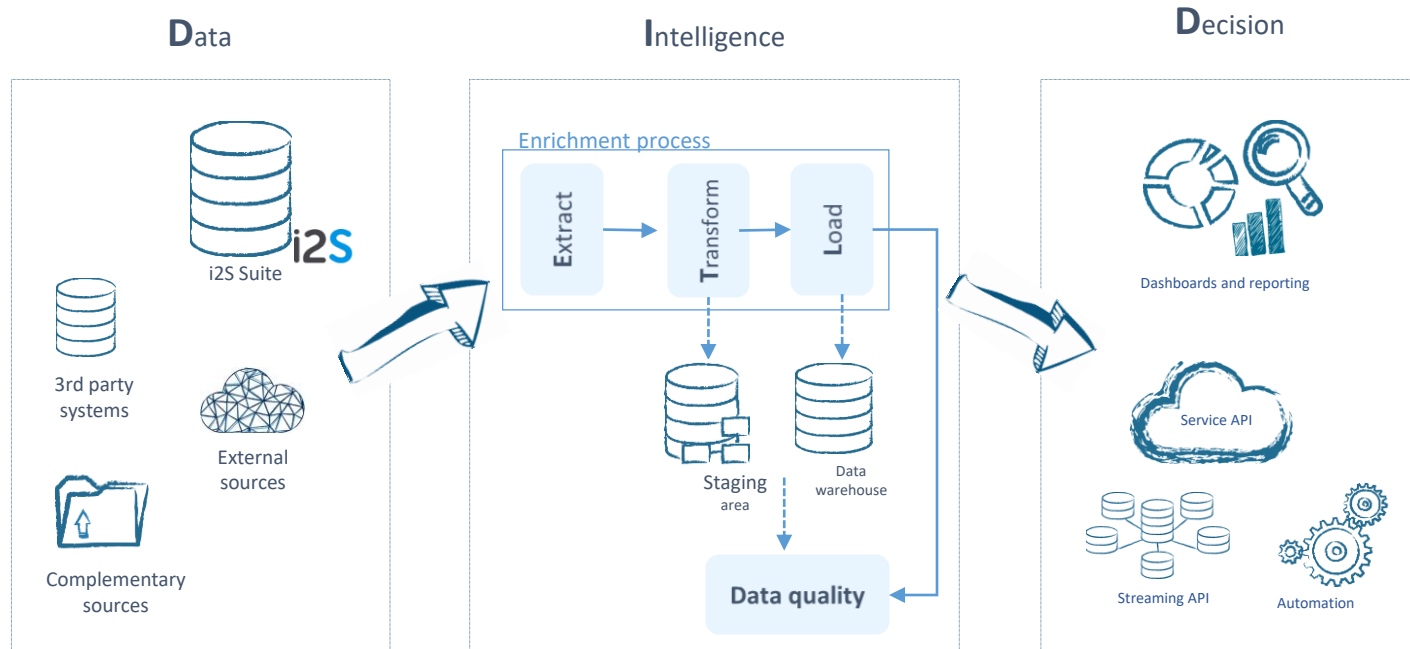 Data
Intelligence
Decision
i2S
i2S Suite
3rd party
systems
External
sources
Complementary
sources
Enrichment process
Extract
Transform
Load
Staging
area
Data
warehouse
Data quality
Dashboards and reporting
Service API
Streaming API
Automation